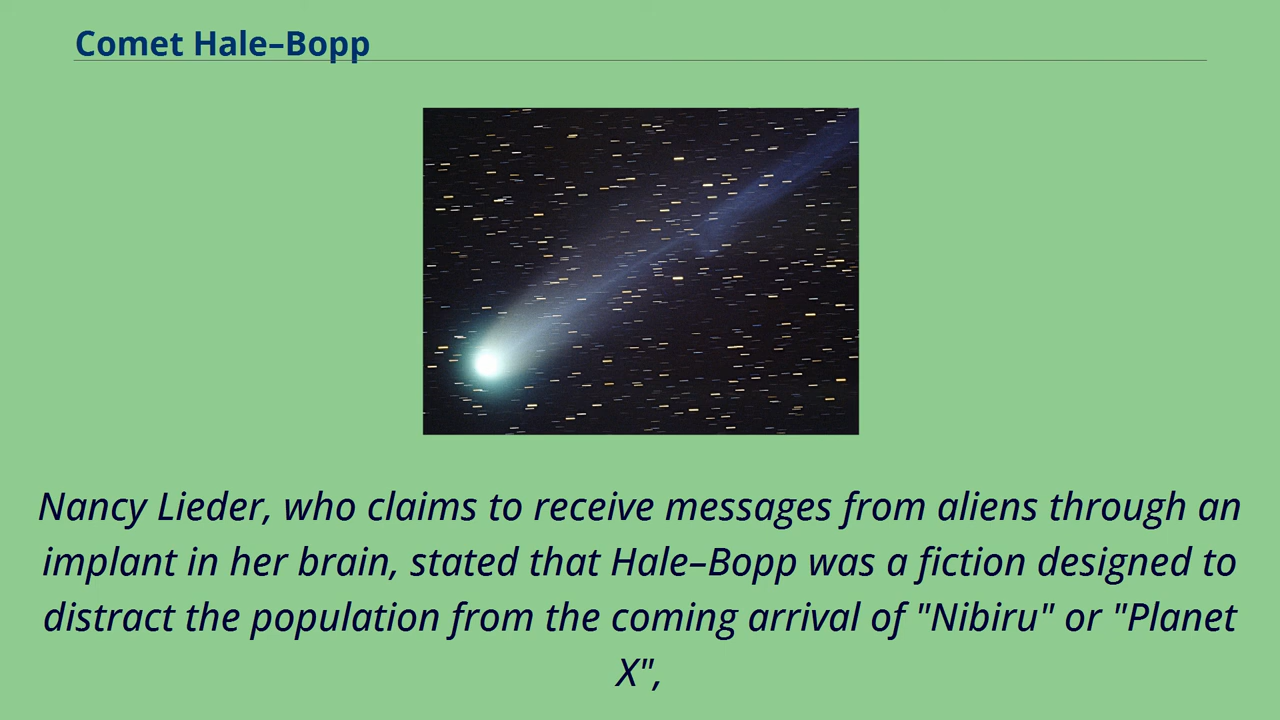 Comet Hale–Bopp
Nancy Lieder, who claims to receive messages from aliens through an
implant in her brain, stated that Hale–Bopp was a fiction designed to
distract the population from the coming arrival of "Nibiru" or "Planet
X",